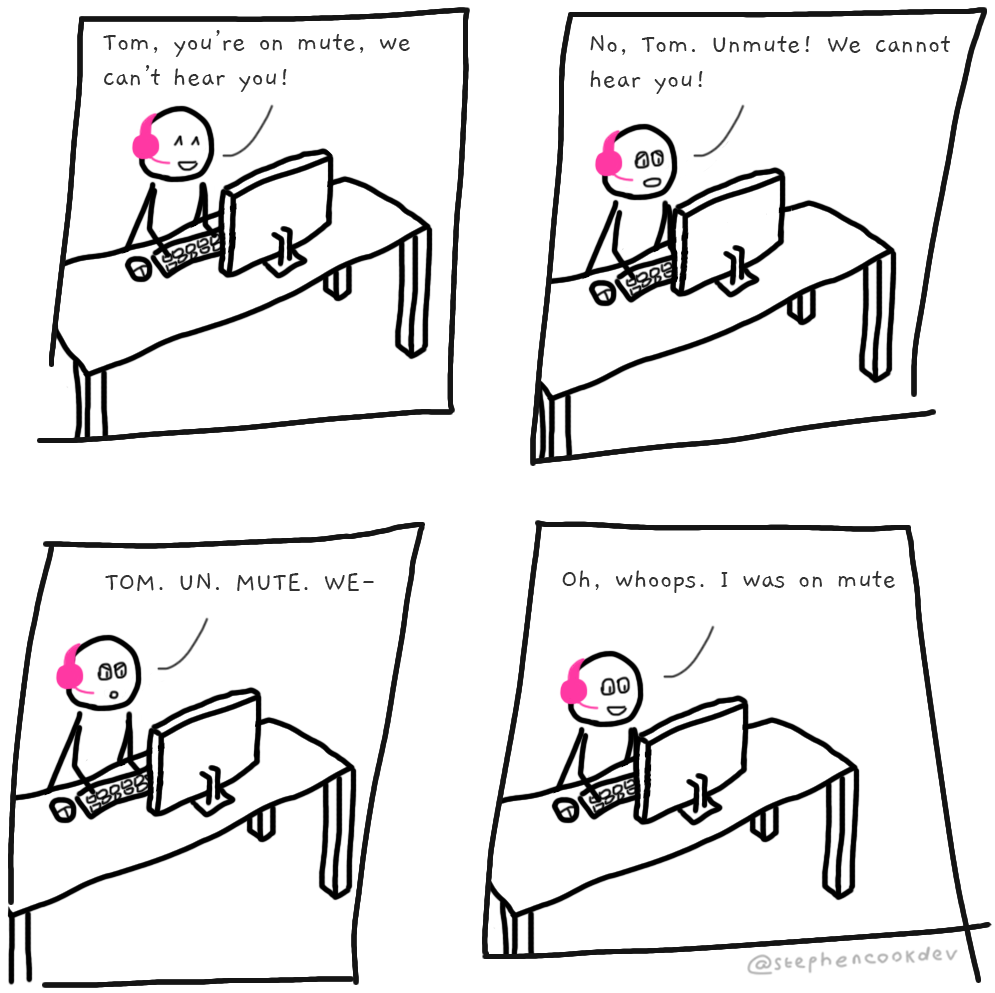 Tom, you're on mute, we
can't hear you!
No, Tom. Unmute! We cannot
hear you!
TOM. UN. MUTE. WE-
Oh, whoops. I was on mute
@stephencookdev